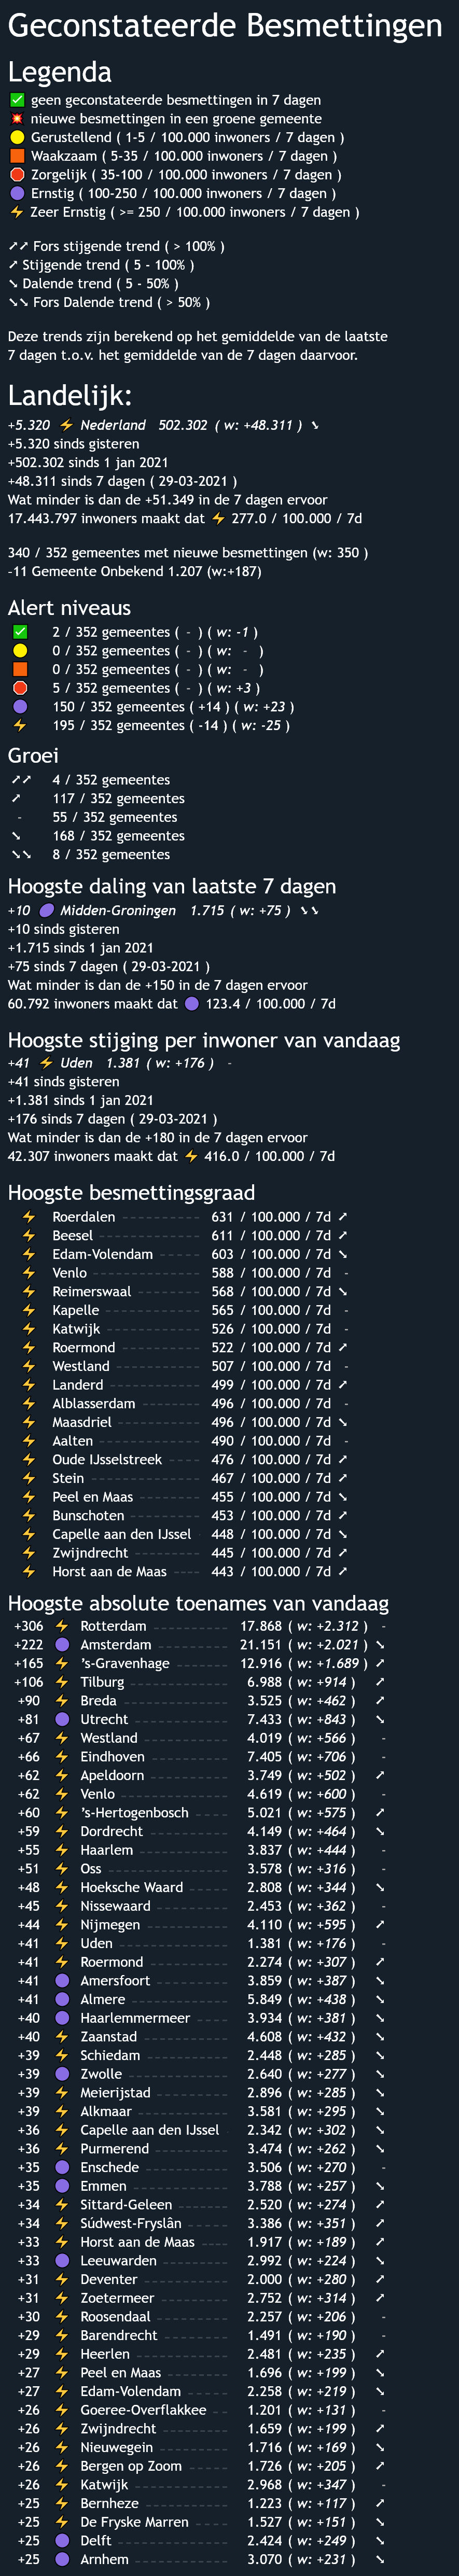 Geconstateerde Besmettingen
Legenda
✅ geen geconstateerde besmettingen in 7 dagen
💥 nieuwe besmettingen in een groene gemeente
🟡 Gerustellend ( 1-5 / 100.000 inwoners / 7 dagen )
🟧 Waakzaam ( 5-35 / 100.000 inwoners / 7 dagen )
🛑 Zorgelijk ( 35-100 / 100.000 inwoners / 7 dagen )
🟣 Ernstig ( 100-250 / 100.000 inwoners / 7 dagen )
⚡ Zeer Ernstig ( >= 250 / 100.000 inwoners / 7 dagen )
↗↗ Fors stijgende trend ( > 100% )
↗ Stijgende trend ( 5 - 100% )
↘ Dalende trend ( 5 - 50% )
↘↘ Fors Dalende trend ( > 50% )
Deze trends zijn berekend op het gemiddelde van de laatste
7 dagen t.o.v. het gemiddelde van de 7 dagen daarvoor.
Landelijk:
+5.320 ⚡ Nederland 502.302 ( w: +48.311 ) ↘
+5.320 sinds gisteren
+502.302 sinds 1 jan 2021
+48.311 sinds 7 dagen ( 29-03-2021 )
Wat minder is dan de +51.349 in de 7 dagen ervoor
17.443.797 inwoners maakt dat ⚡ 277.0 / 100.000 / 7d
340 / 352 gemeentes met nieuwe besmettingen (w: 350 )
-11 Gemeente Onbekend 1.207 (w:+187)
Alert niveaus
✅ 2 / 352 gemeentes ( - ) ( w: -1 )
🟡 0 / 352 gemeentes ( - ) ( w: - )
🟧 0 / 352 gemeentes ( - ) ( w: - )
🛑 5 / 352 gemeentes ( - ) ( w: +3 )
🟣 150 / 352 gemeentes ( +14 ) ( w: +23 )
⚡ 195 / 352 gemeentes ( -14 ) ( w: -25 )
Groei
↗↗ 4 / 352 gemeentes
↗ 117 / 352 gemeentes
- 55 / 352 gemeentes
↘ 168 / 352 gemeentes
↘↘ 8 / 352 gemeentes
Hoogste daling van laatste 7 dagen
+10 🟣 Midden-Groningen 1.715 ( w: +75 ) ↘↘
+10 sinds gisteren
+1.715 sinds 1 jan 2021
+75 sinds 7 dagen ( 29-03-2021 )
Wat minder is dan de +150 in de 7 dagen ervoor
60.792 inwoners maakt dat 🟣 123.4 / 100.000 / 7d
Hoogste stijging per inwoner van vandaag
+41 ⚡ Uden 1.381 ( w: +176 ) -
+41 sinds gisteren
+1.381 sinds 1 jan 2021
+176 sinds 7 dagen ( 29-03-2021 )
Wat minder is dan de +180 in de 7 dagen ervoor
42.307 inwoners maakt dat ⚡ 416.0 / 100.000 / 7d
Hoogste besmettingsgraad
⚡ Roerdalen 631 / 100.000 / 7d ↗
⚡ Beesel 611 / 100.000 / 7d ↗
⚡ Edam-Volendam 603 / 100.000 / 7d ↘
⚡ Venlo 588 / 100.000 / 7d -
⚡ Reimerswaal 568 / 100.000 / 7d ↘
⚡ Kapelle 565 / 100.000 / 7d -
⚡ Katwijk 526 / 100.000 / 7d -
⚡ Roermond 522 / 100.000 / 7d ↗
⚡ Westland 507 / 100.000 / 7d -
⚡ Landerd 499 / 100.000 / 7d ↗
⚡ Alblasserdam 496 / 100.000 / 7d -
⚡ Maasdriel 496 / 100.000 / 7d ↘
⚡ Aalten 490 / 100.000 / 7d -
⚡ Oude IJsselstreek 476 / 100.000 / 7d ↗
⚡ Stein 467 / 100.000 / 7d ↗
⚡ Peel en Maas 455 / 100.000 / 7d ↘
⚡ Bunschoten 453 / 100.000 / 7d ↗
⚡ Capelle aan den IJssel 448 / 100.000 / 7d ↘
⚡ Zwijndrecht 445 / 100.000 / 7d ↗
⚡ Horst aan de Maas 443 / 100.000 / 7d ↗
Hoogste absolute toenames van vandaag
+306 ⚡ Rotterdam 17.868 ( w: +2.312 ) -
+222 🟣 Amsterdam 21.151 ( w: +2.021 ) ↘
+165 ⚡ 's-Gravenhage 12.916 ( w: +1.689 ) ↗
+106 ⚡ Tilburg 6.988 ( w: +914 ) ↗
+90 ⚡ Breda 3.525 ( w: +462 ) ↗
+81 🟣 Utrecht 7.433 ( w: +843 ) ↘
+67 ⚡ Westland 4.019 ( w: +566 ) -
+66 ⚡ Eindhoven 7.405 ( w: +706 ) -
+62 ⚡ Apeldoorn 3.749 ( w: +502 ) ↗
+62 ⚡ Venlo 4.619 ( w: +600 ) -
+60 ⚡ 's-Hertogenbosch 5.021 ( w: +575 ) ↗
+59 ⚡ Dordrecht 4.149 ( w: +464 ) ↘
+55 ⚡ Haarlem 3.837 ( w: +444 ) -
+51 ⚡ Oss 3.578 ( w: +316 ) -
+48 ⚡ Hoeksche Waard 2.808 ( w: +344 ) ↘
+45 ⚡ Nissewaard 2.453 ( w: +362 ) -
+44 ⚡ Nijmegen 4.110 ( w: +595 ) ↗
+41 ⚡ Uden 1.381 ( w: +176 ) -
+41 ⚡ Roermond 2.274 ( w: +307 ) ↗
+41 🟣 Amersfoort 3.859 ( w: +387 ) ↘
+41 🟣 Almere 5.849 ( w: +438 ) ↘
+40 🟣 Haarlemmermeer 3.934 ( w: +381 ) ↘
+40 ⚡ Zaanstad 4.608 ( w: +432 ) ↘
+39 ⚡ Schiedam 2.448 ( w: +285 ) ↘
+39 🟣 Zwolle 2.640 ( w: +277 ) ↘
+39 ⚡ Meierijstad 2.896 ( w: +285 ) ↘
+39 ⚡ Alkmaar 3.581 ( w: +295 ) ↘
+36 ⚡ Capelle aan den IJssel 2.342 ( w: +302 ) ↘
+36 ⚡ Purmerend 3.474 ( w: +262 ) ↘
+35 🟣 Enschede 3.506 ( w: +270 ) -
+35 🟣 Emmen 3.788 ( w: +257 ) ↘
+34 ⚡ Sittard-Geleen 2.520 ( w: +274 ) ↗
+34 ⚡ Súdwest-Fryslân 3.386 ( w: +351 ) ↗
+33 ⚡ Horst aan de Maas 1.917 ( w: +189 ) ↗
+33 🟣 Leeuwarden 2.992 ( w: +224 ) ↘
+31 ⚡ Deventer 2.000 ( w: +280 ) ↗
+31 ⚡ Zoetermeer 2.752 ( w: +314 ) ↗
+30 ⚡ Roosendaal 2.257 ( w: +206 ) -
+29 ⚡ Barendrecht 1.491 ( w: +190 ) -
+29 ⚡ Heerlen 2.481 ( w: +235 ) ↗
+27 ⚡ Peel en Maas 1.696 ( w: +199 ) ↘
+27 ⚡ Edam-Volendam 2.258 ( w: +219 ) ↘
+26 ⚡ Goeree-Overflakkee 1.201 ( w: +131 ) -
+26 ⚡ Zwijndrecht 1.659 ( w: +199 ) ↗
+26 ⚡ Nieuwegein 1.716 ( w: +169 ) ↘
+26 ⚡ Bergen op Zoom 1.726 ( w: +205 ) ↗
+26 ⚡ Katwijk 2.968 ( w: +347 ) -
+25 ⚡ Bernheze 1.223 ( w: +117 ) ↗
+25 ⚡ De Fryske Marren 1.527 ( w: +151 ) ↘
+25 🟣 Delft 2.424 ( w: +249 ) ↘
+25 🟣 Arnhem 3.070 ( w: +231 ) ↘